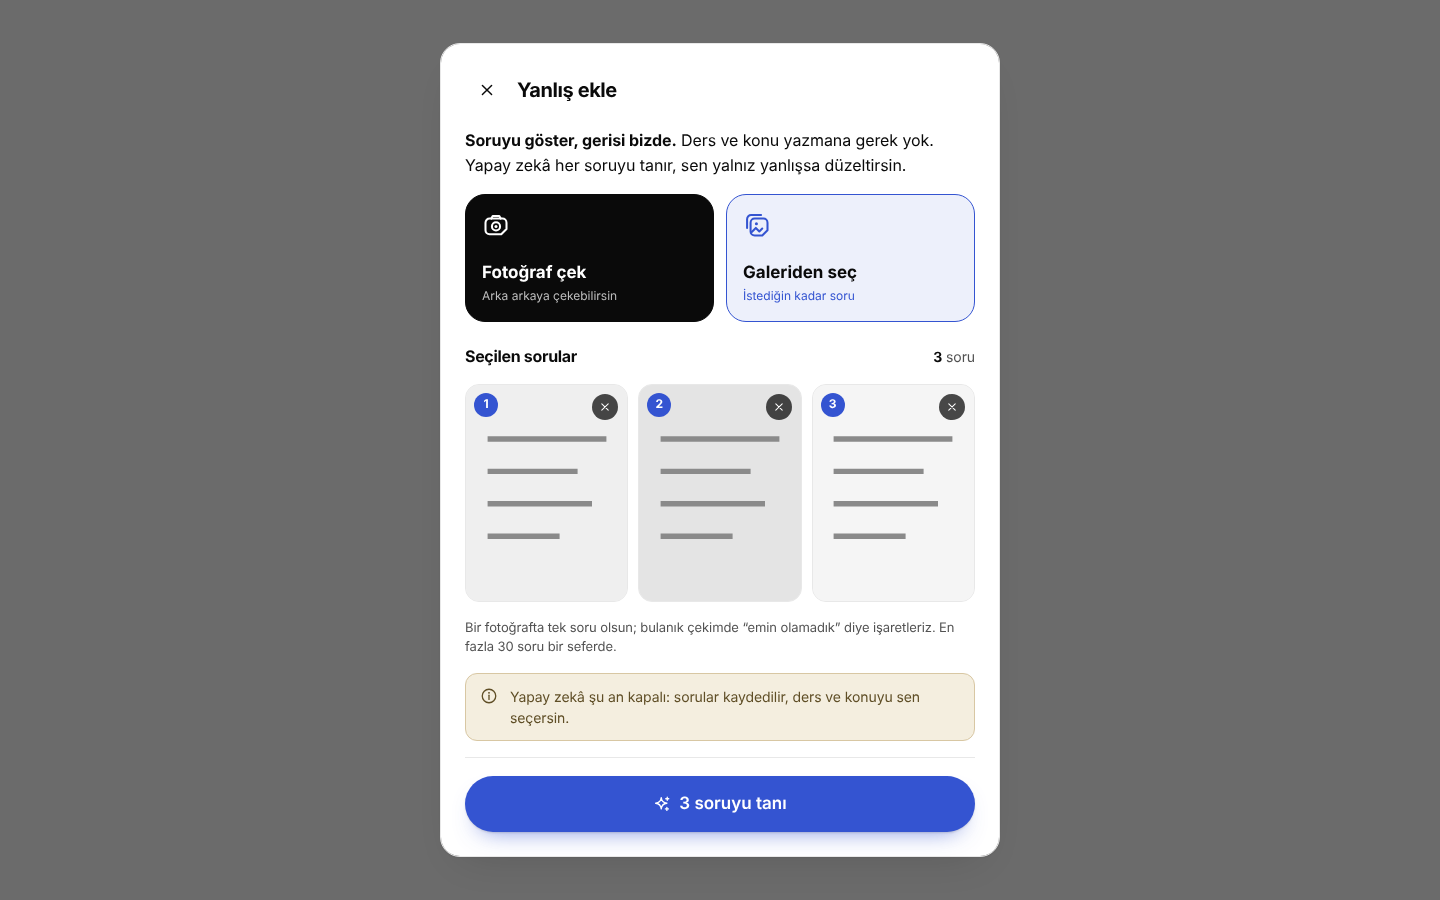 Yanlış ekle
Soruyu göster, gerisi bizde. Ders ve konu yazmana gerek yok.
Yapay zekâ her soruyu tanır, sen yalnız yanlışsa düzeltirsin.
Fotoğraf çek
Arka arkaya çekebilirsin
Galeriden seç
İstediğin kadar soru
Seçilen sorular
3 soru
1
2
3
Bir fotoğrafta tek soru olsun; bulanık çekimde “emin olamadık” diye işaretleriz. En
fazla 30 soru bir seferde.
Yapay zekâ şu an kapalı: sorular kaydedilir, ders ve konuyu sen
seçersin.
3 soruyu tanı